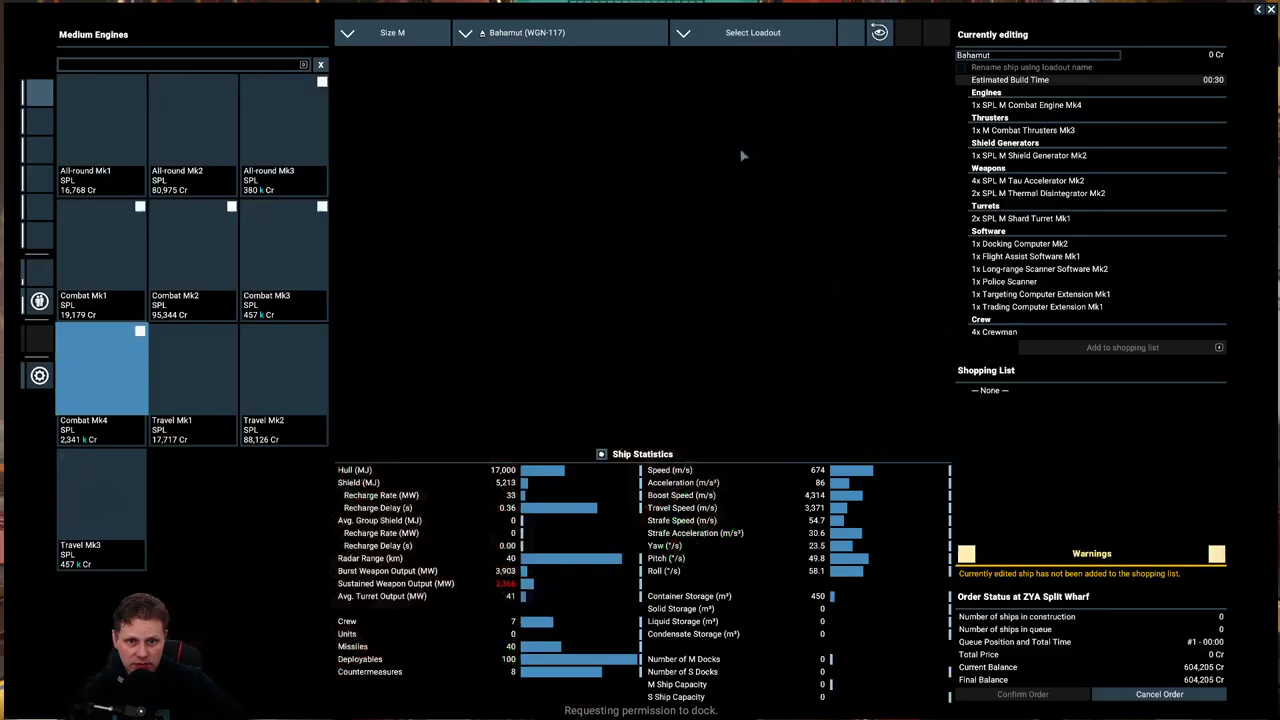 Medium Engines
x
All-round Mk1
SPL
16,768 Cr
All-round Mk2
SPL
80,975 Cr
All-round Mk3
SPL
380 k Cr
Combat Mk1
SPL
19,179 Cr
Combat Mk2
SPL
95,344 Cr
Combat Mk3
SPL
457 k Cr
Combat Mk4
SPL
2,341 k Cr
Travel Mk1
SPL
17,717 Cr
Travel Mk2
SPL
88,126 Cr
Travel Mk3
SPL
457 k Cr
Size M
Bahamut (WGN-117)
Select Loadout
Ship Statistics
Hull (MJ) 17,000
Shield (MJ) 5,213
Recharge Rate (MW) 33
Recharge Delay (s) 0.36
Avg. Group Shield (MJ) 0
Recharge Rate (MW) 0
Recharge Delay (s) 0.00
Radar Range (km) 40
Burst Weapon Output (MW) 3,903
Sustained Weapon Output (MW) 2,366
Avg. Turret Output (MW) 41
Crew 7
Units 0
Missiles 40
Deployables 100
Countermeasures 8
Speed (m/s) 674
Acceleration (m/s²) 86
Boost Speed (m/s) 4,314
Travel Speed (m/s) 3,371
Strafe Speed (m/s) 54.7
Strafe Acceleration (m/s²) 30.6
Yaw (°/s) 23.5
Pitch (°/s) 49.8
Roll (°/s) 58.1
Container Storage (m³) 450
Solid Storage (m³) 0
Liquid Storage (m³) 0
Condensate Storage (m³) 0
Number of M Docks 0
Number of S Docks 0
M Ship Capacity 0
S Ship Capacity 0
Requesting permission to dock.
Currently editing
Bahamut 0 Cr
Rename ship using loadout name
Estimated Build Time 00:30
Engines
1x SPL M Combat Engine Mk4
Thrusters
1x M Combat Thrusters Mk3
Shield Generators
1x SPL M Shield Generator Mk2
Weapons
4x SPL M Tau Accelerator Mk2
2x SPL M Thermal Disintegrator Mk2
Turrets
2x SPL M Shard Turret Mk1
Software
1x Docking Computer Mk2
1x Flight Assist Software Mk1
1x Long-range Scanner Software Mk2
1x Police Scanner
1x Targeting Computer Extension Mk1
1x Trading Computer Extension Mk1
Crew
4x Crewman
Add to shopping list
Shopping List
— None —
Warnings
Currently edited ship has not been added to the shopping list.
Order Status at ZYA Split Wharf
Number of ships in construction 0
Number of ships in queue 0
Queue Position and Total Time #1 - 00:00
Total Price 0 Cr
Current Balance 604,205 Cr
Final Balance 604,205 Cr
Confirm Order
Cancel Order